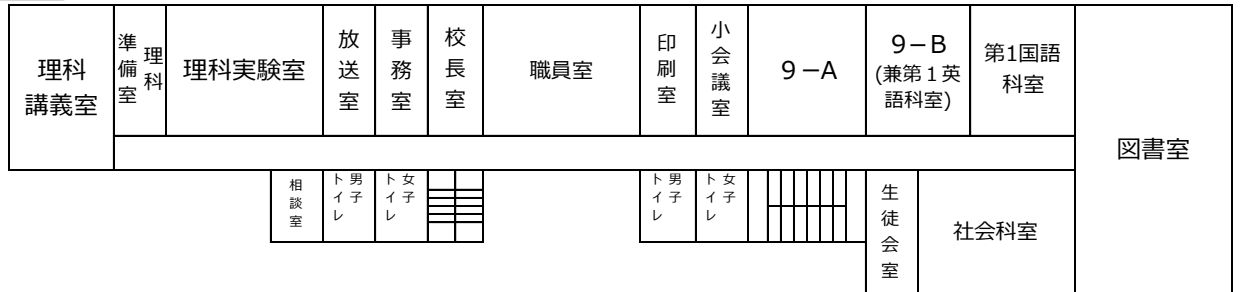 理科
講義室
理科
準備室
理科実験室
放送室
事務室
校長室
職員室
印刷室
小会議室
9－A
9－B
(兼第１英
語科室)
第1国語
科室
図書室
相談室
男子
トイレ
女子
トイレ
男子
トイレ
女子
トイレ
生徒会室
社会科室